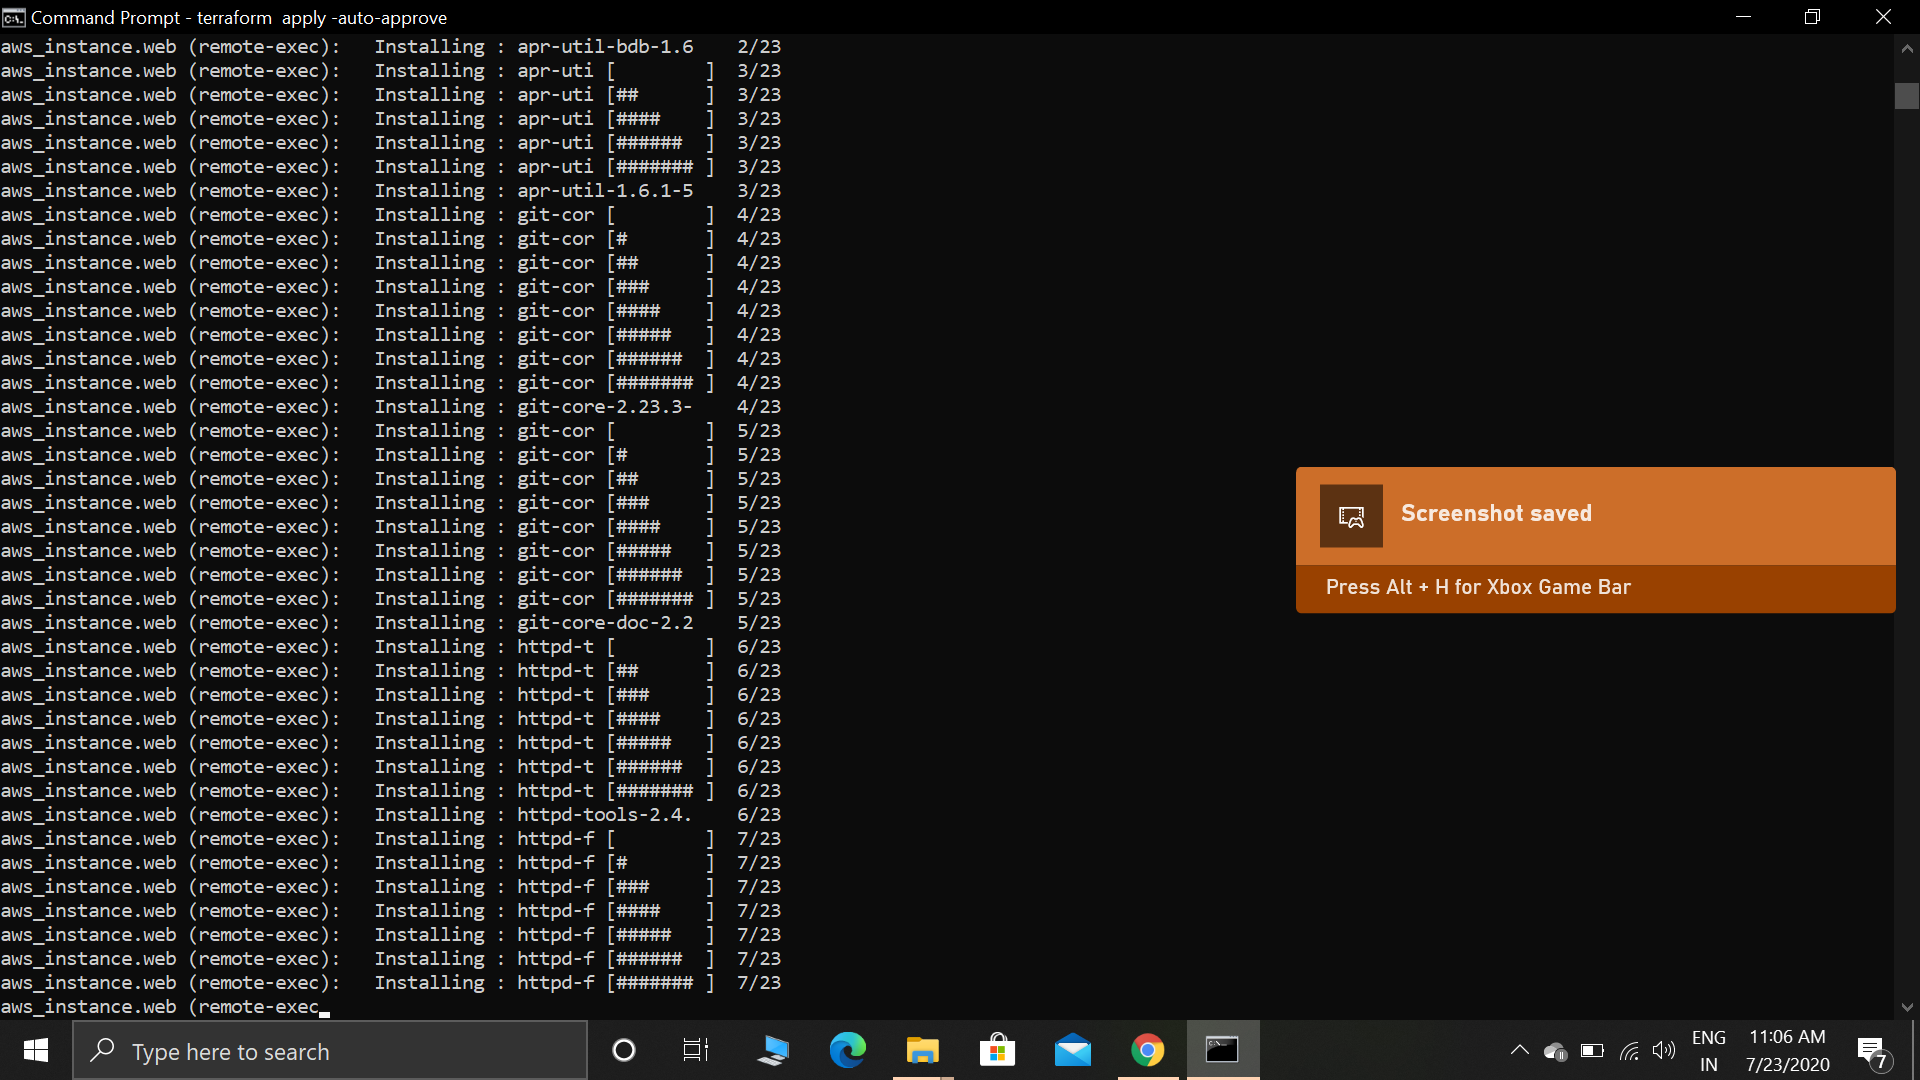 Command Prompt - terraform  apply -auto-approve
aws_instance.web (remote-exec):   Installing : apr-util-bdb-1.6    2/23
aws_instance.web (remote-exec):   Installing : apr-uti [        ]  3/23
aws_instance.web (remote-exec):   Installing : apr-uti [##      ]  3/23
aws_instance.web (remote-exec):   Installing : apr-uti [####    ]  3/23
aws_instance.web (remote-exec):   Installing : apr-uti [######  ]  3/23
aws_instance.web (remote-exec):   Installing : apr-uti [####### ]  3/23
aws_instance.web (remote-exec):   Installing : apr-util-1.6.1-5    3/23
aws_instance.web (remote-exec):   Installing : git-cor [        ]  4/23
aws_instance.web (remote-exec):   Installing : git-cor [#       ]  4/23
aws_instance.web (remote-exec):   Installing : git-cor [##      ]  4/23
aws_instance.web (remote-exec):   Installing : git-cor [###     ]  4/23
aws_instance.web (remote-exec):   Installing : git-cor [####    ]  4/23
aws_instance.web (remote-exec):   Installing : git-cor [#####   ]  4/23
aws_instance.web (remote-exec):   Installing : git-cor [######  ]  4/23
aws_instance.web (remote-exec):   Installing : git-cor [####### ]  4/23
aws_instance.web (remote-exec):   Installing : git-core-2.23.3-    4/23
aws_instance.web (remote-exec):   Installing : git-cor [        ]  5/23
aws_instance.web (remote-exec):   Installing : git-cor [#       ]  5/23
aws_instance.web (remote-exec):   Installing : git-cor [##      ]  5/23
aws_instance.web (remote-exec):   Installing : git-cor [###     ]  5/23
aws_instance.web (remote-exec):   Installing : git-cor [####    ]  5/23
aws_instance.web (remote-exec):   Installing : git-cor [#####   ]  5/23
aws_instance.web (remote-exec):   Installing : git-cor [######  ]  5/23
aws_instance.web (remote-exec):   Installing : git-cor [####### ]  5/23
aws_instance.web (remote-exec):   Installing : git-core-doc-2.2    5/23
aws_instance.web (remote-exec):   Installing : httpd-t [        ]  6/23
aws_instance.web (remote-exec):   Installing : httpd-t [##      ]  6/23
aws_instance.web (remote-exec):   Installing : httpd-t [###     ]  6/23
aws_instance.web (remote-exec):   Installing : httpd-t [####    ]  6/23
aws_instance.web (remote-exec):   Installing : httpd-t [#####   ]  6/23
aws_instance.web (remote-exec):   Installing : httpd-t [######  ]  6/23
aws_instance.web (remote-exec):   Installing : httpd-t [####### ]  6/23
aws_instance.web (remote-exec):   Installing : httpd-tools-2.4.    6/23
aws_instance.web (remote-exec):   Installing : httpd-f [        ]  7/23
aws_instance.web (remote-exec):   Installing : httpd-f [#       ]  7/23
aws_instance.web (remote-exec):   Installing : httpd-f [###     ]  7/23
aws_instance.web (remote-exec):   Installing : httpd-f [####    ]  7/23
aws_instance.web (remote-exec):   Installing : httpd-f [#####   ]  7/23
aws_instance.web (remote-exec):   Installing : httpd-f [######  ]  7/23
aws_instance.web (remote-exec):   Installing : httpd-f [####### ]  7/23
aws_instance.web (remote-exec
Screenshot saved
Press Alt + H for Xbox Game Bar
Type here to search
ENG
IN
11:06 AM
7/23/2020
7